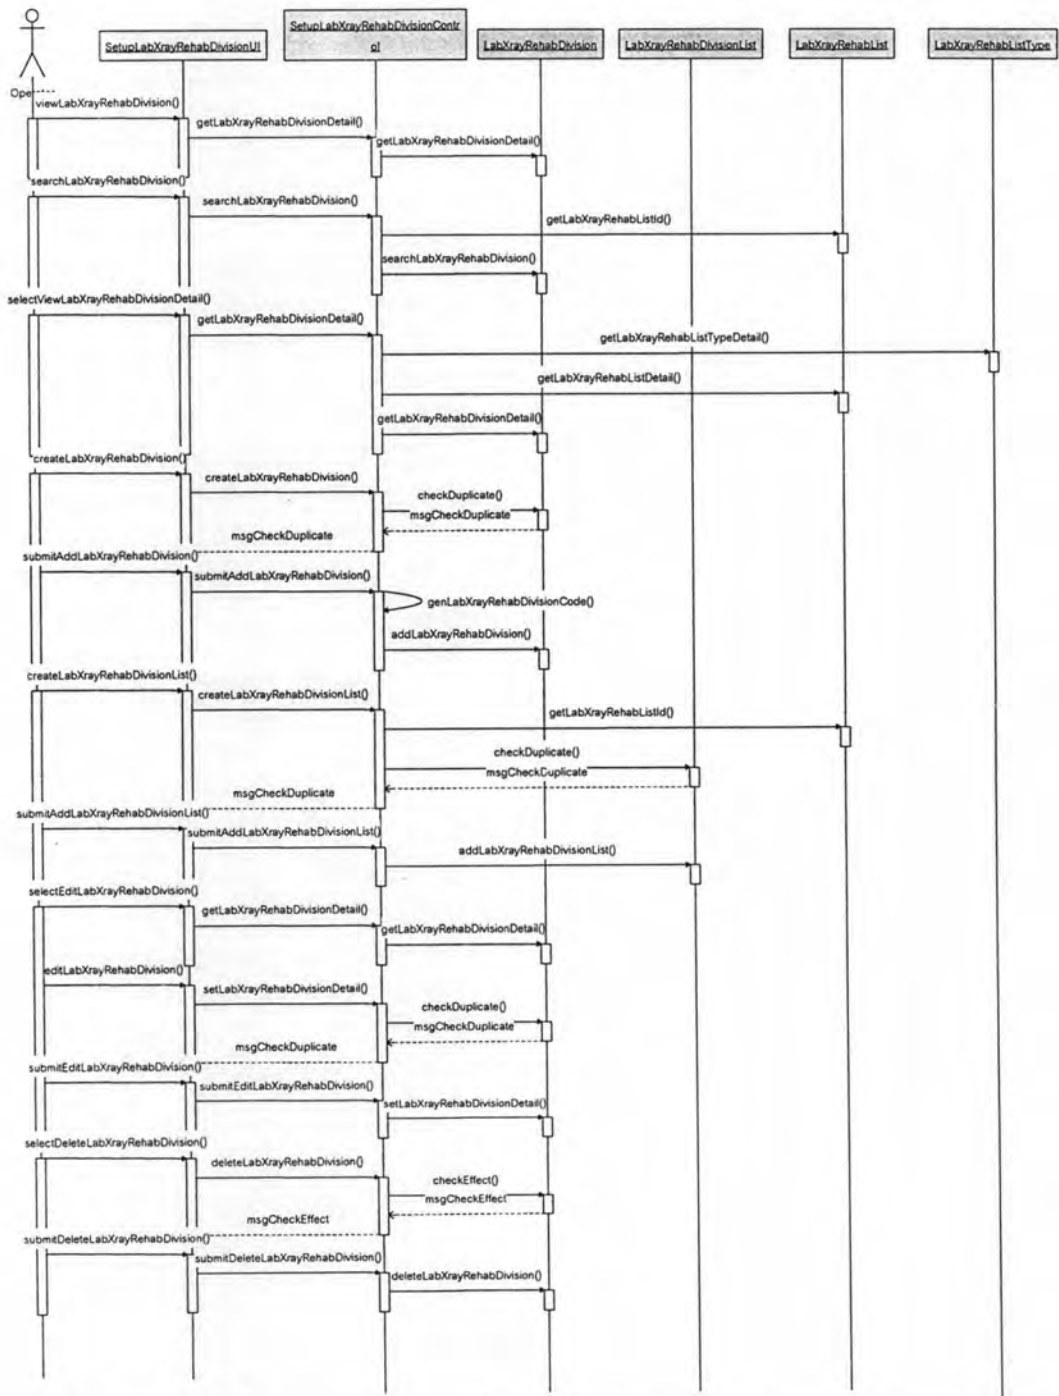 SetupLabXrayRehabDivisionUI
SetupLabXrayRehabDivisionContr
ol
LabXrayRehabDivision
LabXrayRehabDivisionList
LabXrayRehabList
LabXrayRehabListType
Ope
viewLabXrayRehabDivision()
getLabXrayRehabDivisionDetail()
getLabXrayRehabDivisionDetail()
searchLabXrayRehabDivision()
searchLabXrayRehabDivision()
getLabXrayRehabListId()
searchLabXrayRehabDivision()
selectViewLabXrayRehabDivisionDetail()
getLabXrayRehabDivisionDetail()
getLabXrayRehabListTypeDetail()
getLabXrayRehabListDetail()
getLabXrayRehabDivisionDetail()
createLabXrayRehabDivision()
createLabXrayRehabDivision()
checkDuplicate()
msgCheckDuplicate
msgCheckDuplicate
submitAddLabXrayRehabDivision()
submitAddLabXrayRehabDivision()
genLabXrayRehabDivisionCode()
addLabXrayRehabDivision()
createLabXrayRehabDivisionList()
createLabXrayRehabDivisionList()
getLabXrayRehabListId()
checkDuplicate()
msgCheckDuplicate
msgCheckDuplicate
submitAddLabXrayRehabDivisionList()
submitAddLabXrayRehabDivisionList()
addLabXrayRehabDivisionList()
selectEditLabXrayRehabDivision()
getLabXrayRehabDivisionDetail()
getLabXrayRehabDivisionDetail()
editLabXrayRehabDivision()
setLabXrayRehabDivisionDetail()
checkDuplicate()
msgCheckDuplicate
msgCheckDuplicate
submitEditLabXrayRehabDivision()
submitEditLabXrayRehabDivision()
setLabXrayRehabDivisionDetail()
selectDeleteLabXrayRehabDivision()
deleteLabXrayRehabDivision()
checkEffect()
msgCheckEffect
msgCheckEffect
submitDeleteLabXrayRehabDivision()
submitDeleteLabXrayRehabDivision()
deleteLabXrayRehabDivision()